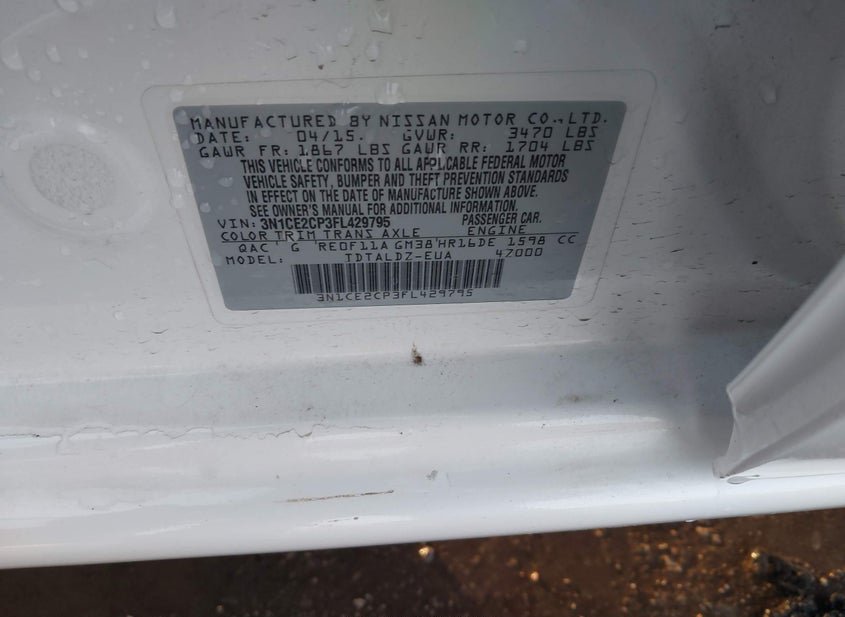 MANUFACTURED BY NISSAN MOTOR CO., LTD.
DATE: 04/15. GVWR: 3470 LBS
GAWR FR: 1867 LBS GAWR RR: 1704 LBS
THIS VEHICLE CONFORMS TO ALL APPLICABLE FEDERAL MOTOR
VEHICLE SAFETY, BUMPER AND THEFT PREVENTION STANDARDS
IN EFFECT ON THE DATE OF MANUFACTURE SHOWN ABOVE.
SEE OWNER'S MANUAL FOR ADDITIONAL INFORMATION.
VIN: 3N1CE2CP3FL429795 PASSENGER CAR.
COLOR TRIM TRANS AXLE ENGINE
QAC G RE0F11A GM38 HR16DE 1598 CC
MODEL: TDTALDZ-EUA 47000
3N1CE2CP3FL429795